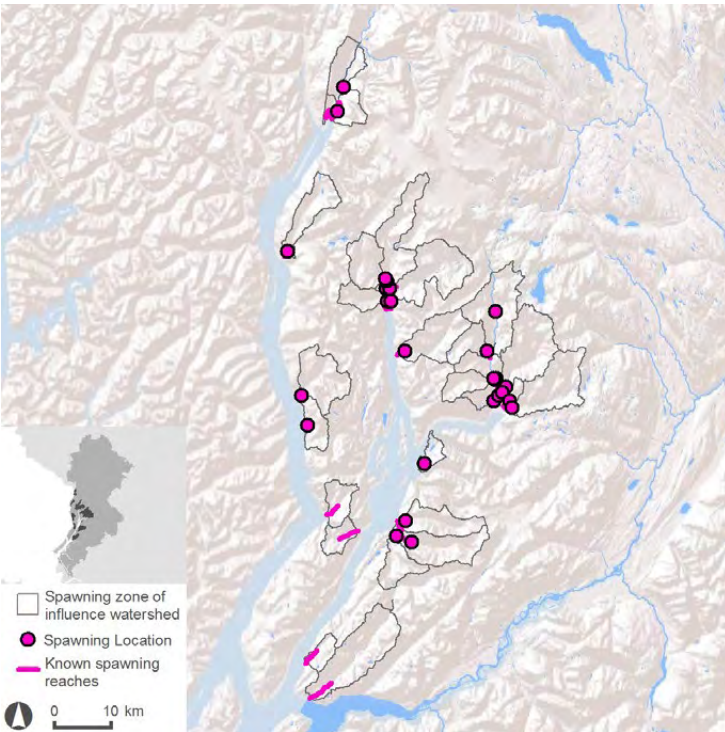 Spawning zone of
influence watershed
Spawning Location
Known spawning
reaches
0 10 km